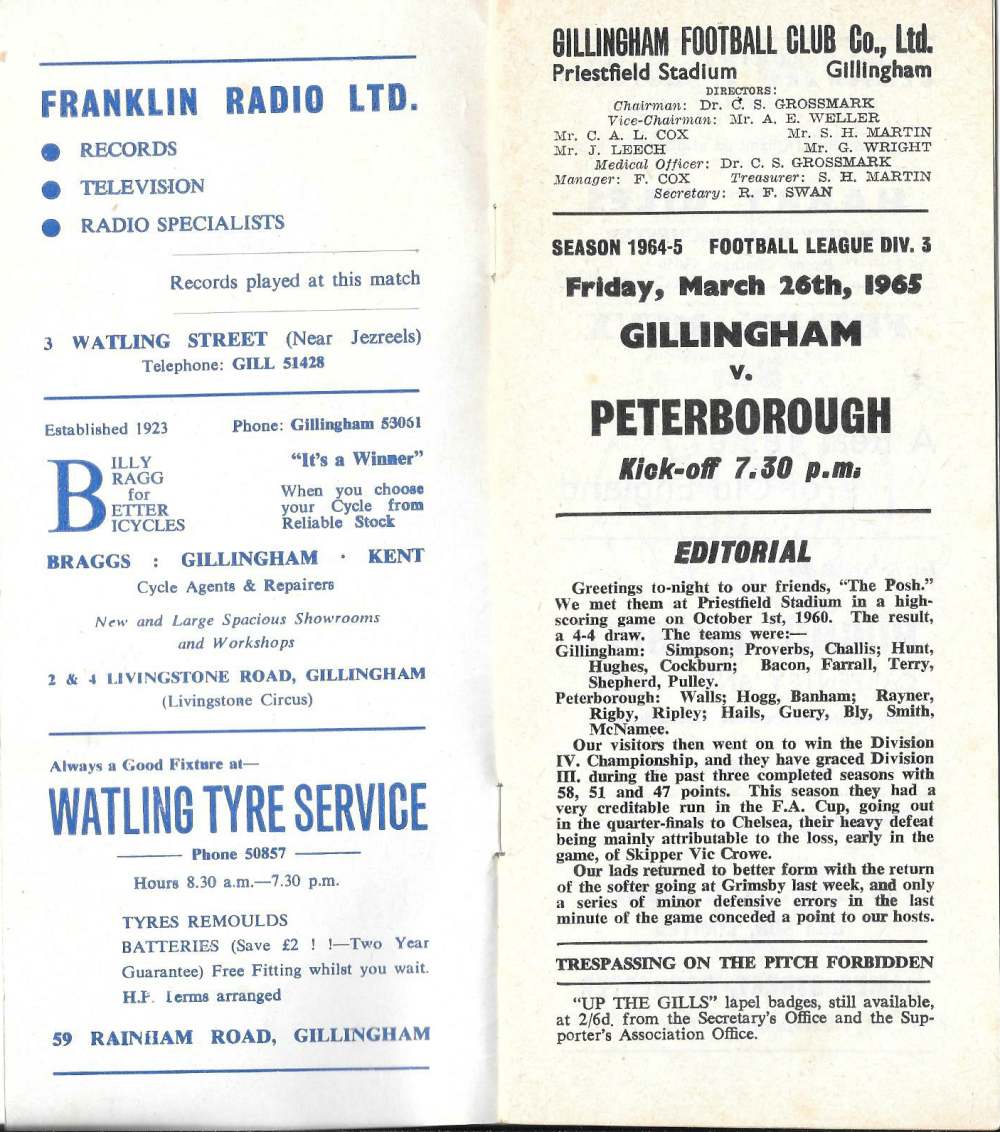 FRANKLIN RADIO LTD.
RECORDS
TELEVISION
RADIO SPECIALISTS
Records played at this match
3 WATLING STREET (Near Jezreels)
Telephone: GILL 51428
Established 1923 Phone: Gillingham 53061
BILLY
BRAGG
for
BETTER
BICYCLES
"It's a Winner"
When you choose
your Cycle from
Reliable Stock
BRAGGS : GILLINGHAM · KENT
Cycle Agents & Repairers
New and Large Spacious Showrooms
and Workshops
2 & 4 LIVINGSTONE ROAD, GILLINGHAM
(Livingstone Circus)
Always a Good Fixture at—
WATLING TYRE SERVICE
Phone 50857
Hours 8.30 a.m.—7.30 p.m.
TYRES REMOULDS
BATTERIES (Save £2 ! !—Two Year
Guarantee) Free Fitting whilst you wait.
H.P. Terms arranged
59 RAINHAM ROAD, GILLINGHAM
GILLINGHAM FOOTBALL CLUB Co., Ltd.
Priestfield Stadium Gillingham
DIRECTORS:
Chairman: Dr. C. S. GROSSMARK
Vice-Chairman: Mr. A. E. WELLER
Mr. C. A. L. COX Mr. S. H. MARTIN
Mr. J. LEECH Mr. G. WRIGHT
Medical Officer: Dr. C. S. GROSSMARK
Manager: F. COX Treasurer: S. H. MARTIN
Secretary: R. F. SWAN
SEASON 1964-5 FOOTBALL LEAGUE DIV. 3
Friday, March 26th, 1965
GILLINGHAM
v.
PETERBOROUGH
Kick-off 7.30 p.m.
EDITORIAL
Greetings to-night to our friends, "The Posh."
We met them at Priestfield Stadium in a high-
scoring game on October 1st, 1960. The result,
a 4-4 draw. The teams were:—
Gillingham: Simpson; Proverbs, Challis; Hunt,
Hughes, Cockburn; Bacon, Farrall, Terry,
Shepherd, Pulley.
Peterborough: Walls; Hogg, Banham; Rayner,
Rigby, Ripley; Hails, Guery, Bly, Smith,
McNamee.
Our visitors then went on to win the Division
IV. Championship, and they have graced Division
III. during the past three completed seasons with
58, 51 and 47 points. This season they had a
very creditable run in the F.A. Cup, going out
in the quarter-finals to Chelsea, their heavy defeat
being mainly attributable to the loss, early in the
game, of Skipper Vic Crowe.
Our lads returned to better form with the return
of the softer going at Grimsby last week, and only
a series of minor defensive errors in the last
minute of the game conceded a point to our hosts.
TRESPASSING ON THE PITCH FORBIDDEN
"UP THE GILLS" lapel badges, still available,
at 2/6d. from the Secretary's Office and the Sup-
porter's Association Office.